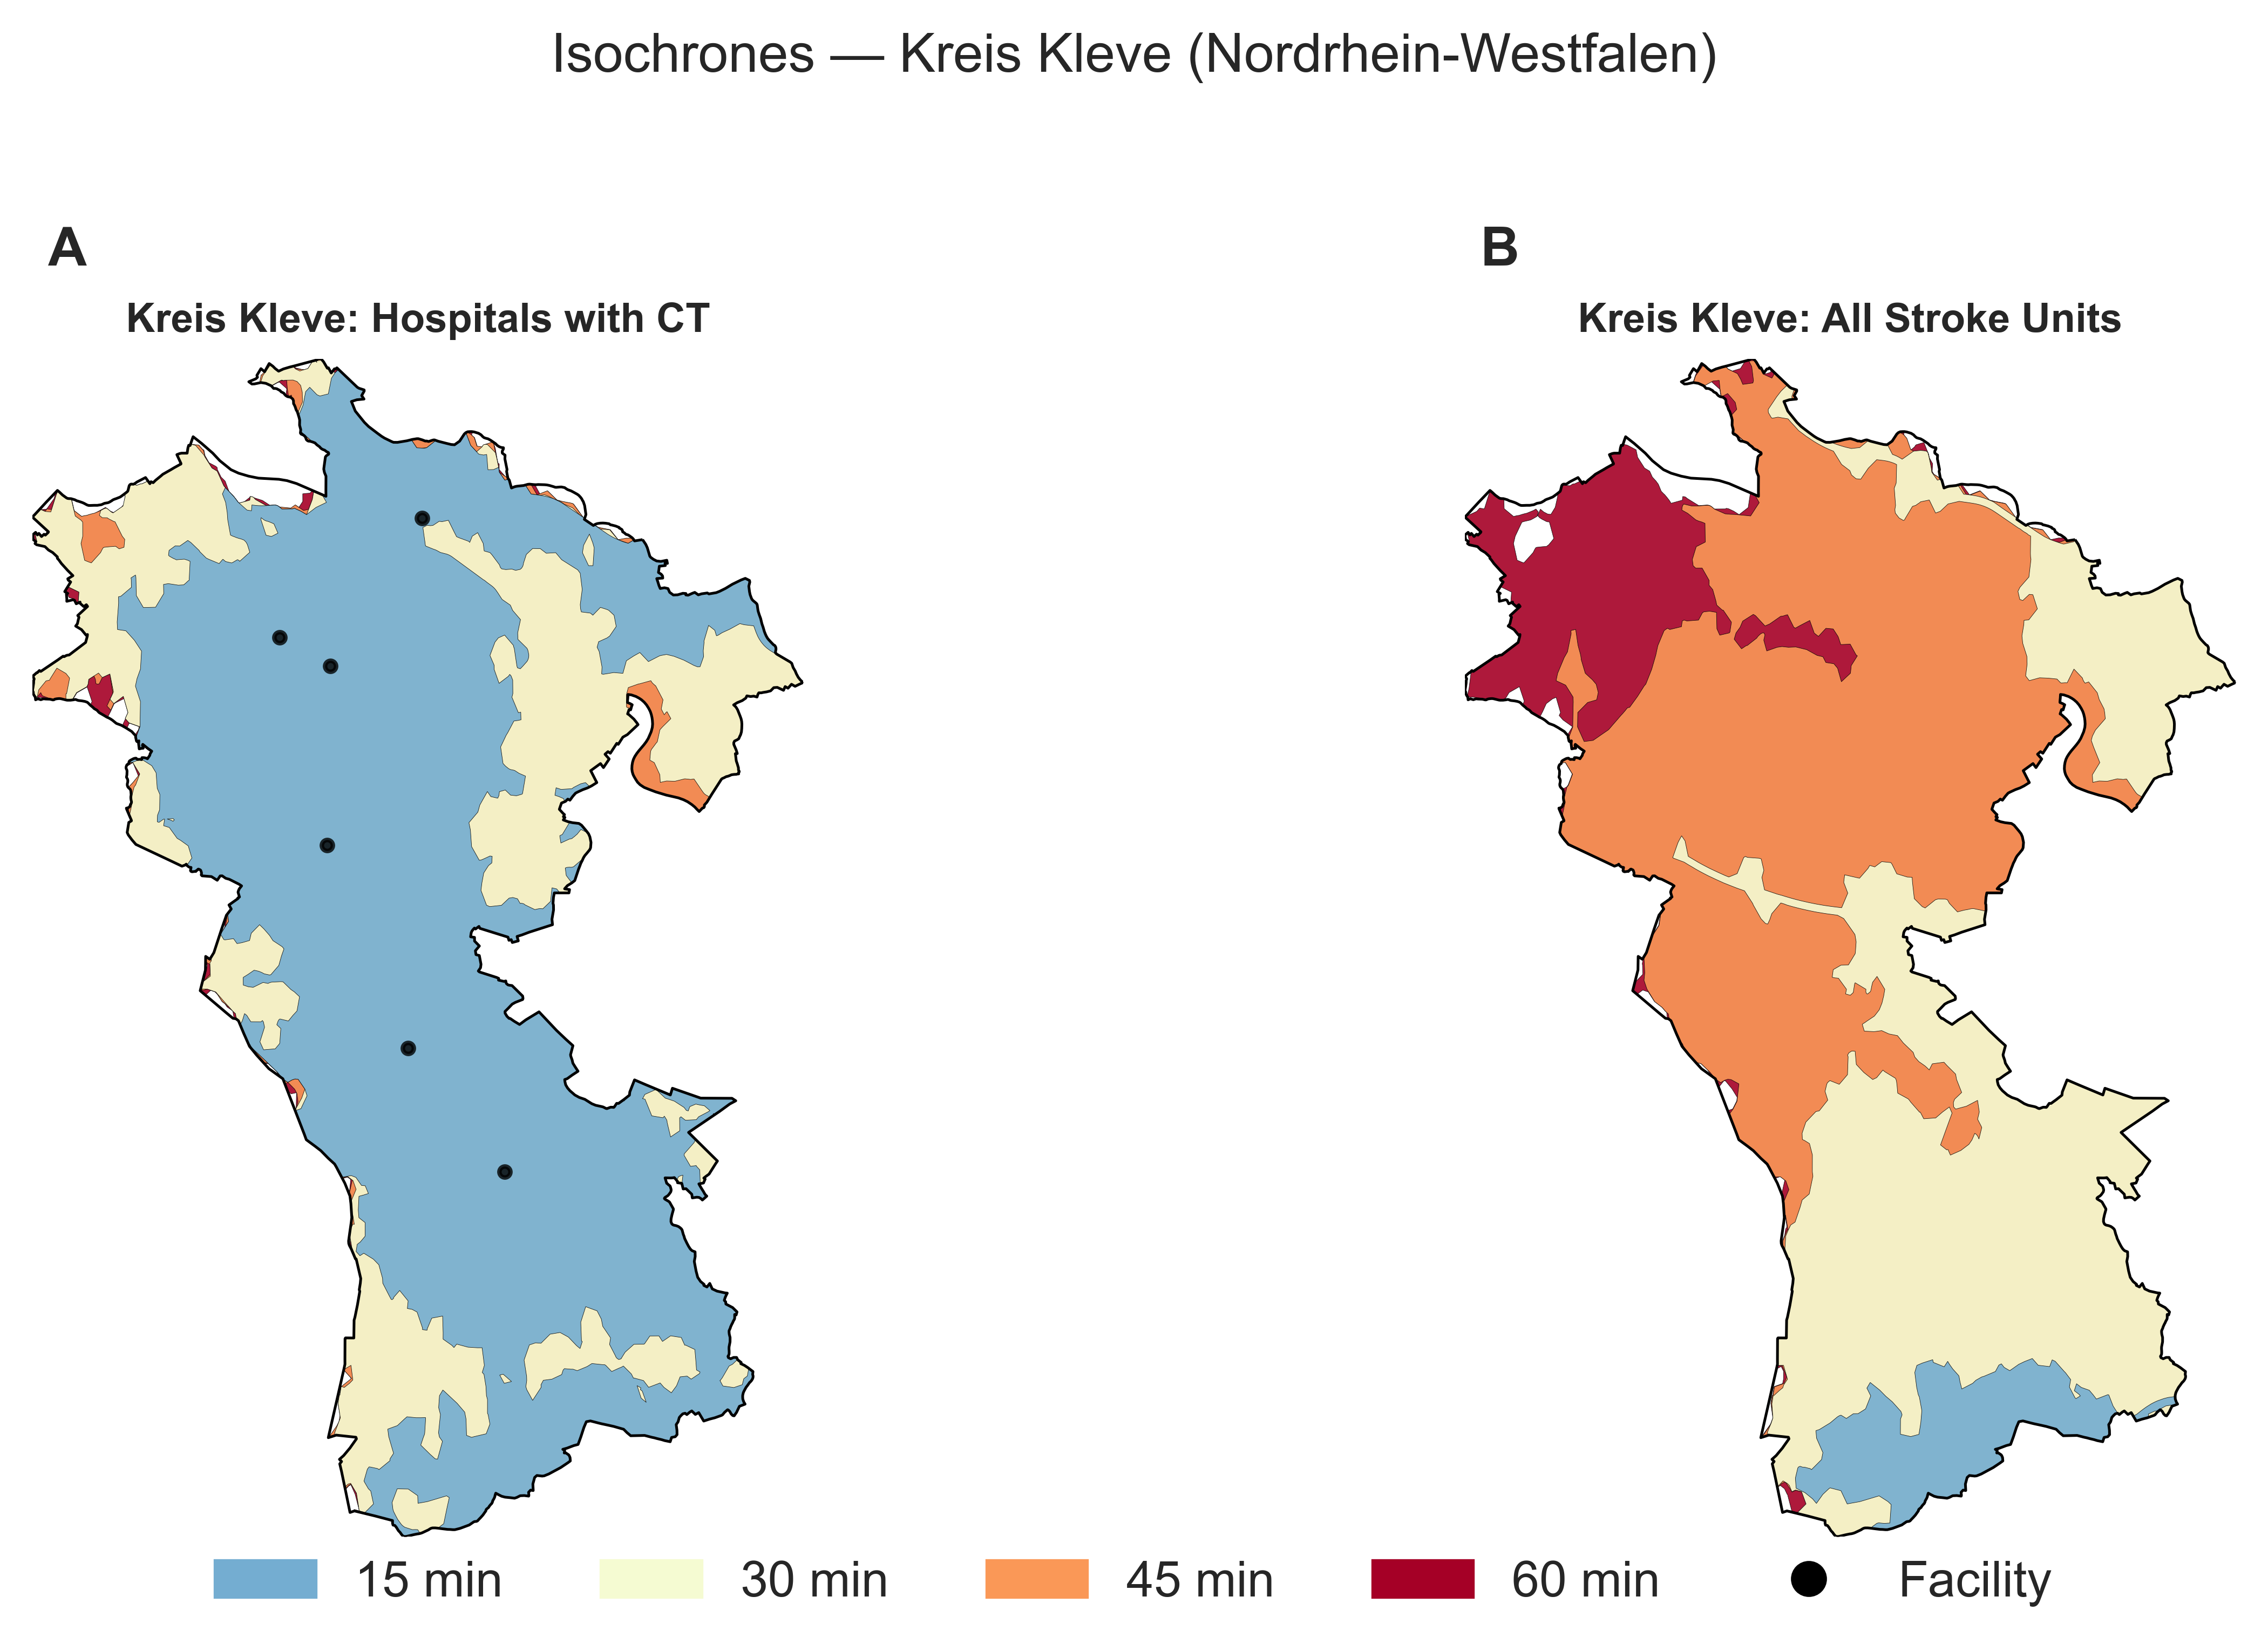 Isochrones — Kreis Kleve (Nordrhein-Westfalen)
A
B
Kreis Kleve: Hospitals with CT
Kreis Kleve: All Stroke Units
15 min
30 min
45 min
60 min
Facility